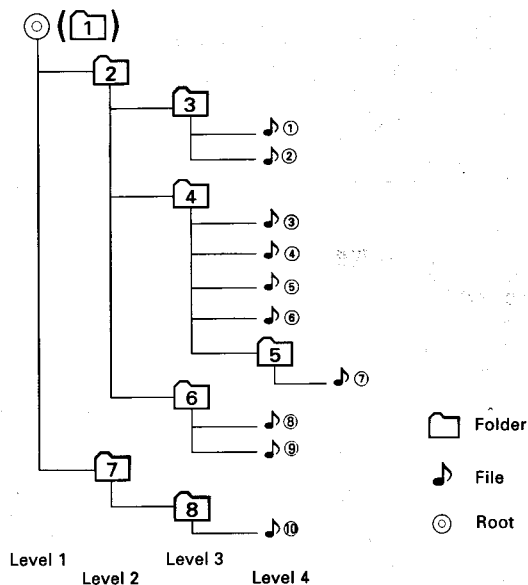 (1)
2
3
①
②
4
③
④
⑤
⑥
5
⑦
6
⑧
⑨
7
8
⑩
Folder
File
Root
Level 1
Level 2
Level 3
Level 4